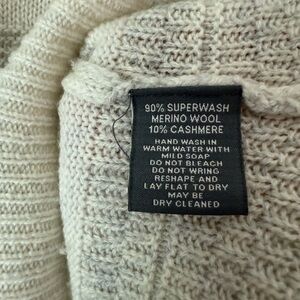 90% SUPERWASH
MERINO WOOL
10% CASHMERE
HAND WASH IN
WARM WATER WITH
MILD SOAP
DO NOT BLEACH
DO NOT WRING
RESHAPE AND
LAY FLAT TO DRY
MAY BE
DRY CLEANED